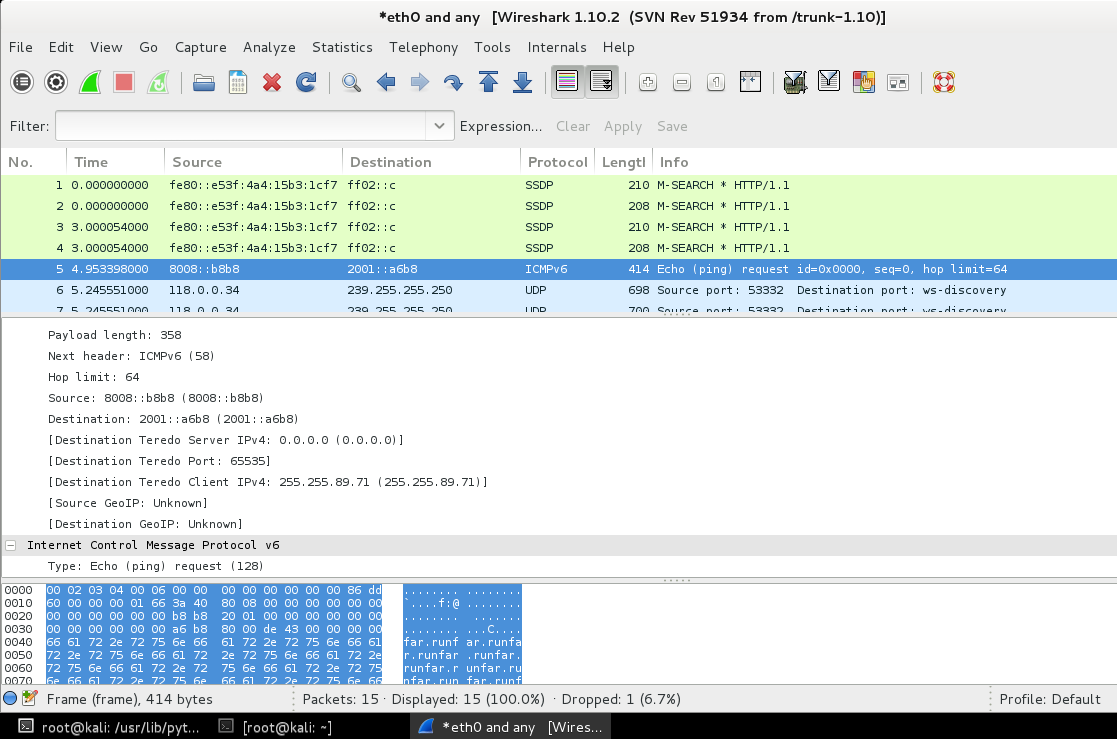 *eth0 and any   [Wireshark 1.10.2  (SVN Rev 51934 from /trunk-1.10)]
File Edit View Go Capture Analyze Statistics Telephony Tools Internals Help
Filter: Expression... Clear Apply Save
No. Time Source Destination Protocol Lengtl Info
1 0.000000000 fe80::e53f:4a4:15b3:1cf7 ff02::c SSDP 210 M-SEARCH * HTTP/1.1
2 0.000000000 fe80::e53f:4a4:15b3:1cf7 ff02::c SSDP 208 M-SEARCH * HTTP/1.1
3 3.000054000 fe80::e53f:4a4:15b3:1cf7 ff02::c SSDP 210 M-SEARCH * HTTP/1.1
4 3.000054000 fe80::e53f:4a4:15b3:1cf7 ff02::c SSDP 208 M-SEARCH * HTTP/1.1
5 4.953398000 8008::b8b8 2001::a6b8 ICMPv6 414 Echo (ping) request id=0x0000, seq=0, hop limit=64
6 5.245551000 118.0.0.34 239.255.255.250 UDP 698 Source port: 53332  Destination port: ws-discovery
7 5.245551000 118.0.0.34 239.255.255.250 UDP 700 Source port: 53332  Destination port: ws-discovery
Payload length: 358
Next header: ICMPv6 (58)
Hop limit: 64
Source: 8008::b8b8 (8008::b8b8)
Destination: 2001::a6b8 (2001::a6b8)
[Destination Teredo Server IPv4: 0.0.0.0 (0.0.0.0)]
[Destination Teredo Port: 65535]
[Destination Teredo Client IPv4: 255.255.89.71 (255.255.89.71)]
[Source GeoIP: Unknown]
[Destination GeoIP: Unknown]
Internet Control Message Protocol v6
Type: Echo (ping) request (128)
0000 00 02 03 04 00 06 00 00  00 00 00 00 00 00 86 dd ........ ........
0010 60 00 00 00 01 66 3a 40  80 08 00 00 00 00 00 00 `....f:@ ........
0020 00 00 00 00 00 00 b8 b8  20 01 00 00 00 00 00 00 ........  .......
0030 00 00 00 00 00 00 a6 b8  80 00 de 43 00 00 00 00 ........ ...C....
0040 66 61 72 2e 72 75 6e 66  61 72 2e 72 75 6e 66 61 far.runf ar.runfa
0050 72 2e 72 75 6e 66 61 72  2e 72 75 6e 66 61 72 2e r.runfar .runfar.
0060 72 75 6e 66 61 72 2e 72  75 6e 66 61 72 2e 72 75 runfar.r unfar.ru
0070 6e 66 61 72 2e 72 75 6e  66 61 72 2e 72 75 6e 66 nfar.run far.runf
Frame (frame), 414 bytes Packets: 15 · Displayed: 15 (100.0%) · Dropped: 1 (6.7%) Profile: Default
root@kali: /usr/lib/pyt... [root@kali: ~] *eth0 and any   [Wires...